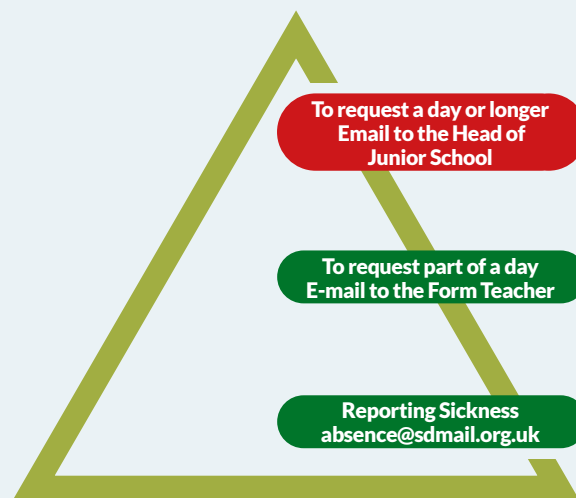 To request a day or longer
Email to the Head of
Junior School
To request part of a day
E-mail to the Form Teacher
Reporting Sickness
absence@sdmail.org.uk